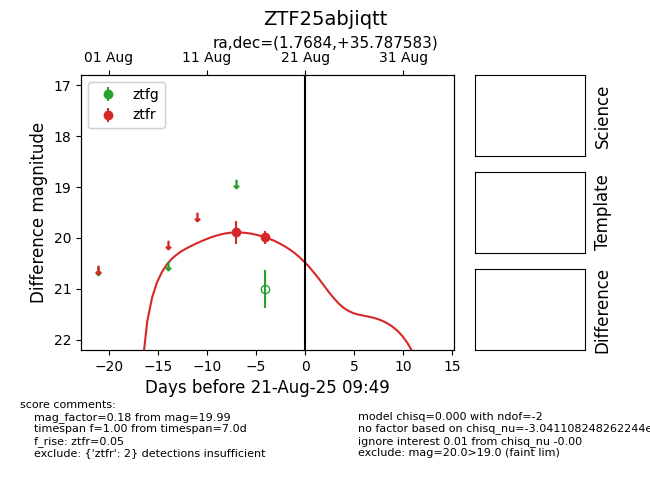 ZTF25abjiqtt
ra,dec=(1.7684,+35.787583)
01 Aug 11 Aug 21 Aug 31 Aug
ztfg
ztfr
17
18
19
20
21
22
Difference magnitude
−20 −15 −10 −5 0 5 10 15
Days before 21-Aug-25 09:49
Science
Template
Difference
score comments:
mag_factor=0.18 from mag=19.99
timespan f=1.00 from timespan=7.0d
f_rise: ztfr=0.05
exclude: {'ztfr': 2} detections insufficient
model chisq=0.000 with ndof=-2
no factor based on chisq_nu=-3.041108248262244e
ignore interest 0.01 from chisq_nu -0.00
exclude: mag=20.0>19.0 (faint lim)